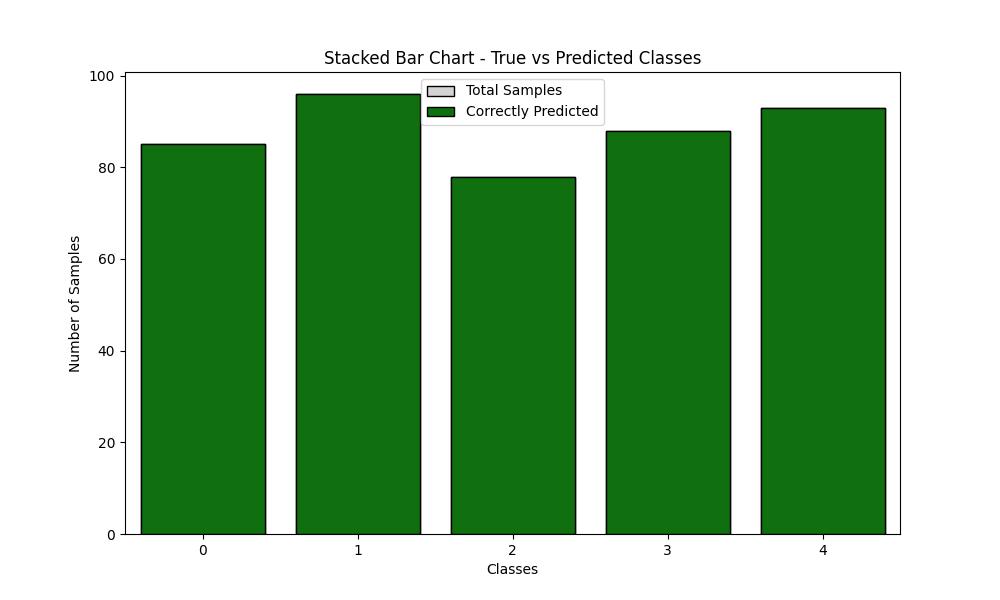 Stacked Bar Chart - True vs Predicted Classes
Total Samples
Correctly Predicted
100
80
60
40
20
0
Number of Samples
0 1 2 3 4
Classes